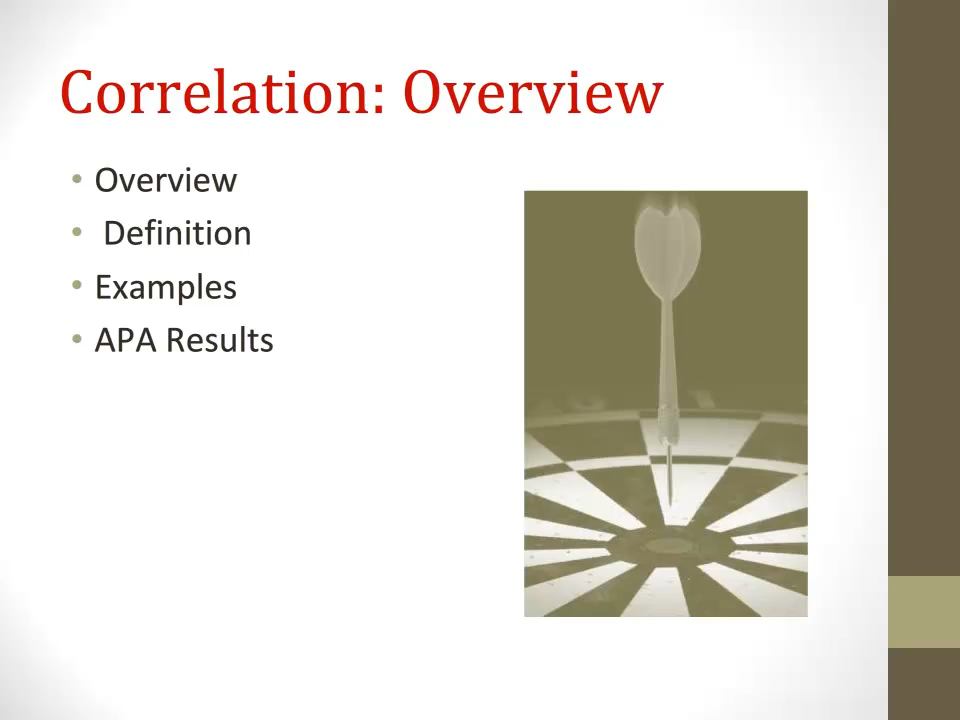 Correlation: Overview
• Overview
• Definition
• Examples
• APA Results